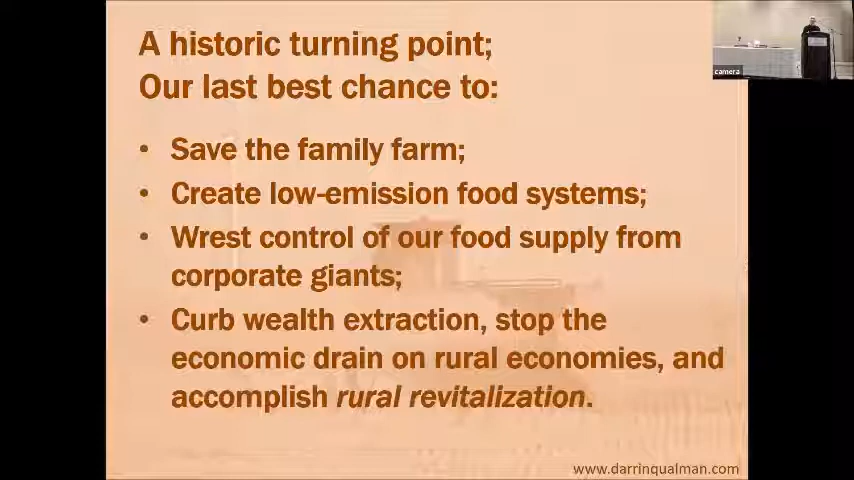 A historic turning point;
Our last best chance to:
• Save the family farm;
• Create low-emission food systems;
• Wrest control of our food supply from
corporate giants;
• Curb wealth extraction, stop the
economic drain on rural economies, and
accomplish rural revitalization.
www.darrinqualman.com
camera